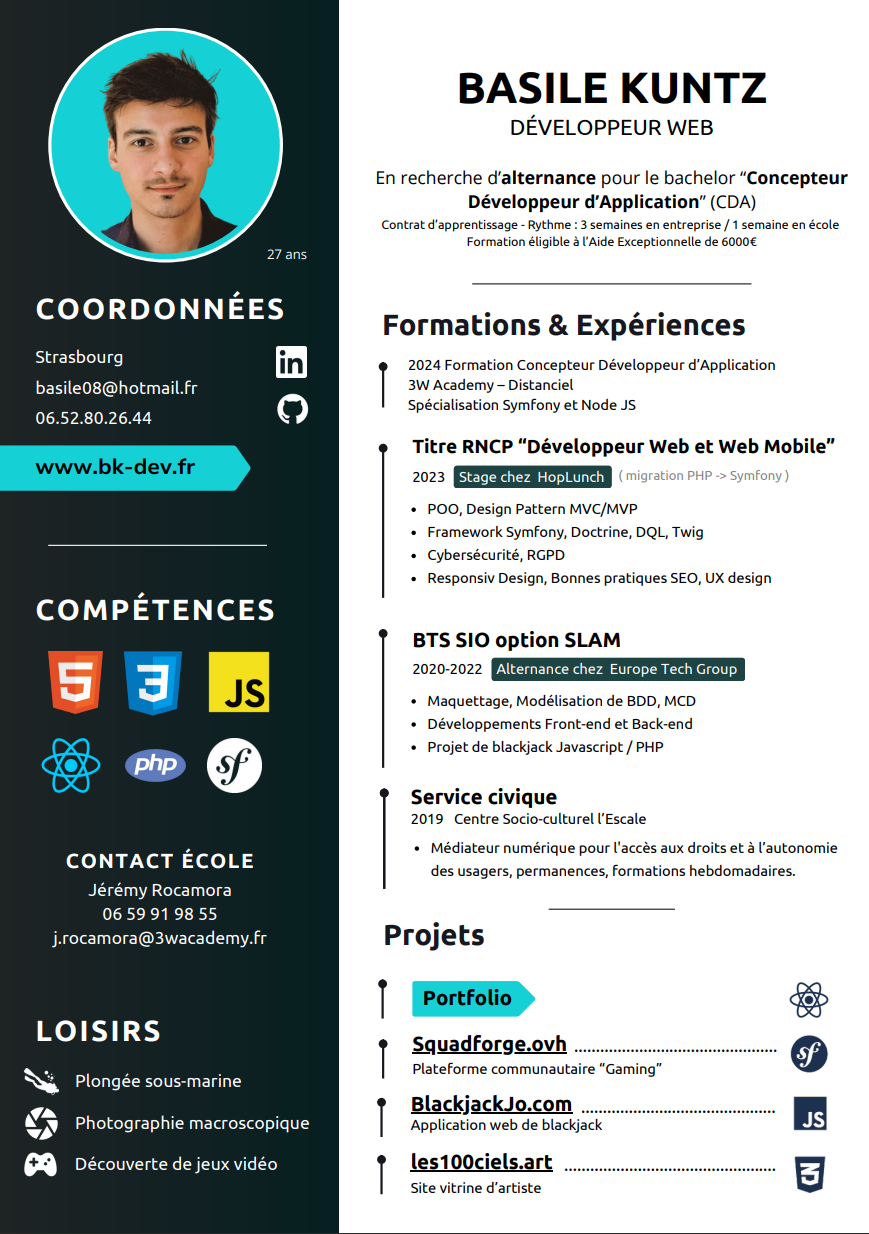 27 ans
COORDONNÉES
Strasbourg
basile08@hotmail.fr
06.52.80.26.44
in
www.bk-dev.fr
COMPÉTENCES
5
3
JS
php
sf
CONTACT ÉCOLE
Jérémy Rocamora
06 59 91 98 55
j.rocamora@3wacademy.fr
LOISIRS
Plongée sous-marine
Photographie macroscopique
Découverte de jeux vidéo
BASILE KUNTZ
DÉVELOPPEUR WEB
En recherche d’alternance pour le bachelor “Concepteur
Développeur d’Application” (CDA)
Contrat d’apprentissage - Rythme : 3 semaines en entreprise / 1 semaine en école
Formation éligible à l’Aide Exceptionnelle de 6000€
Formations & Expériences
2024 Formation Concepteur Développeur d’Application
3W Academy – Distanciel
Spécialisation Symfony et Node JS
Titre RNCP “Développeur Web et Web Mobile”
2023 Stage chez HopLunch ( migration PHP -> Symfony )
• POO, Design Pattern MVC/MVP
• Framework Symfony, Doctrine, DQL, Twig
• Cybersécurité, RGPD
• Responsiv Design, Bonnes pratiques SEO, UX design
BTS SIO option SLAM
2020-2022 Alternance chez Europe Tech Group
• Maquettage, Modélisation de BDD, MCD
• Développements Front-end et Back-end
• Projet de blackjack Javascript / PHP
Service civique
2019 Centre Socio-culturel l’Escale
• Médiateur numérique pour l'accès aux droits et à l’autonomie
des usagers, permanences, formations hebdomadaires.
Projets
Portfolio
Squadforge.ovh ............................................ sf
Plateforme communautaire “Gaming”
BlackjackJo.com .......................................... JS
Application web de blackjack
les100ciels.art .............................................. 3
Site vitrine d’artiste